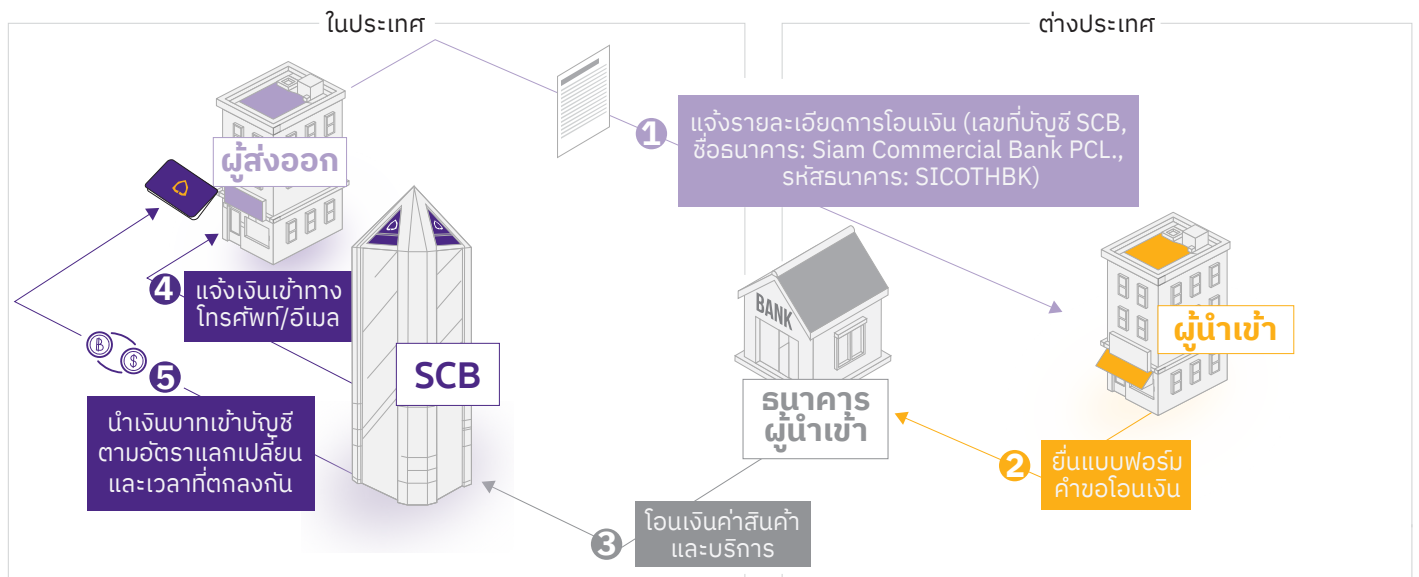 ในประเทศ
ต่างประเทศ
ผู้ส่งออก
1
แจ้งรายละเอียดการโอนเงิน (เลขที่บัญชี SCB,
ชื่อธนาคาร: Siam Commercial Bank PCL.,
รหัสธนาคาร: SICOTHBK)
4
แจ้งเงินเข้าทาง
โทรศัพท์/อีเมล
BANK
ผู้นำเข้า
฿
$
5
SCB
ธนาคาร
ผู้นำเข้า
นำเงินบาทเข้าบัญชี
ตามอัตราแลกเปลี่ยน
และเวลาที่ตกลงกัน
2
ยื่นแบบฟอร์ม
คำขอโอนเงิน
3
โอนเงินค่าสินค้า
และบริการ